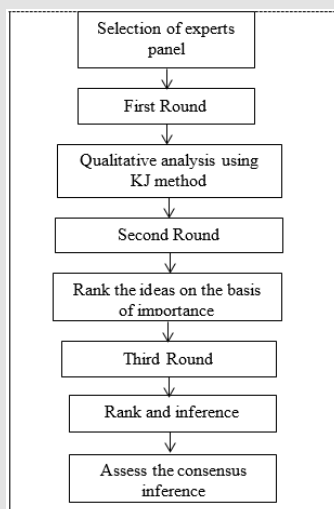 Selection of experts
panel
First Round
Qualitative analysis using
KJ method
Second Round
Rank the ideas on the basis
of importance
Third Round
Rank and inference
Assess the consensus
inference